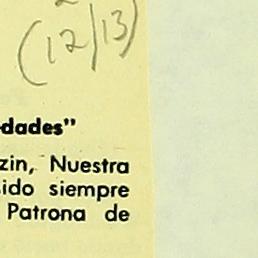 (12/13)
-dades"
zin, Nuestra
sido siempre
Patrona de